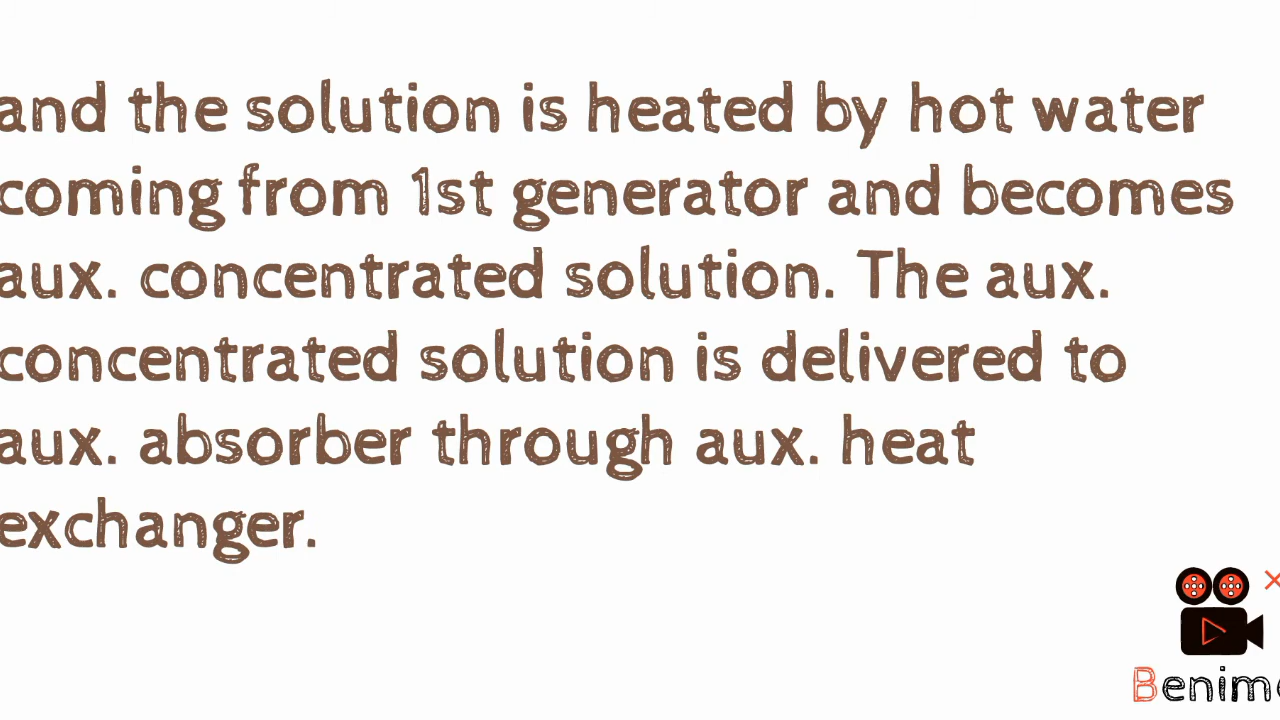 and the solution is heated by hot water
coming from 1st generator and becomes
aux. concentrated solution. The aux.
concentrated solution is delivered to
aux. absorber through aux. heat
exchanger.